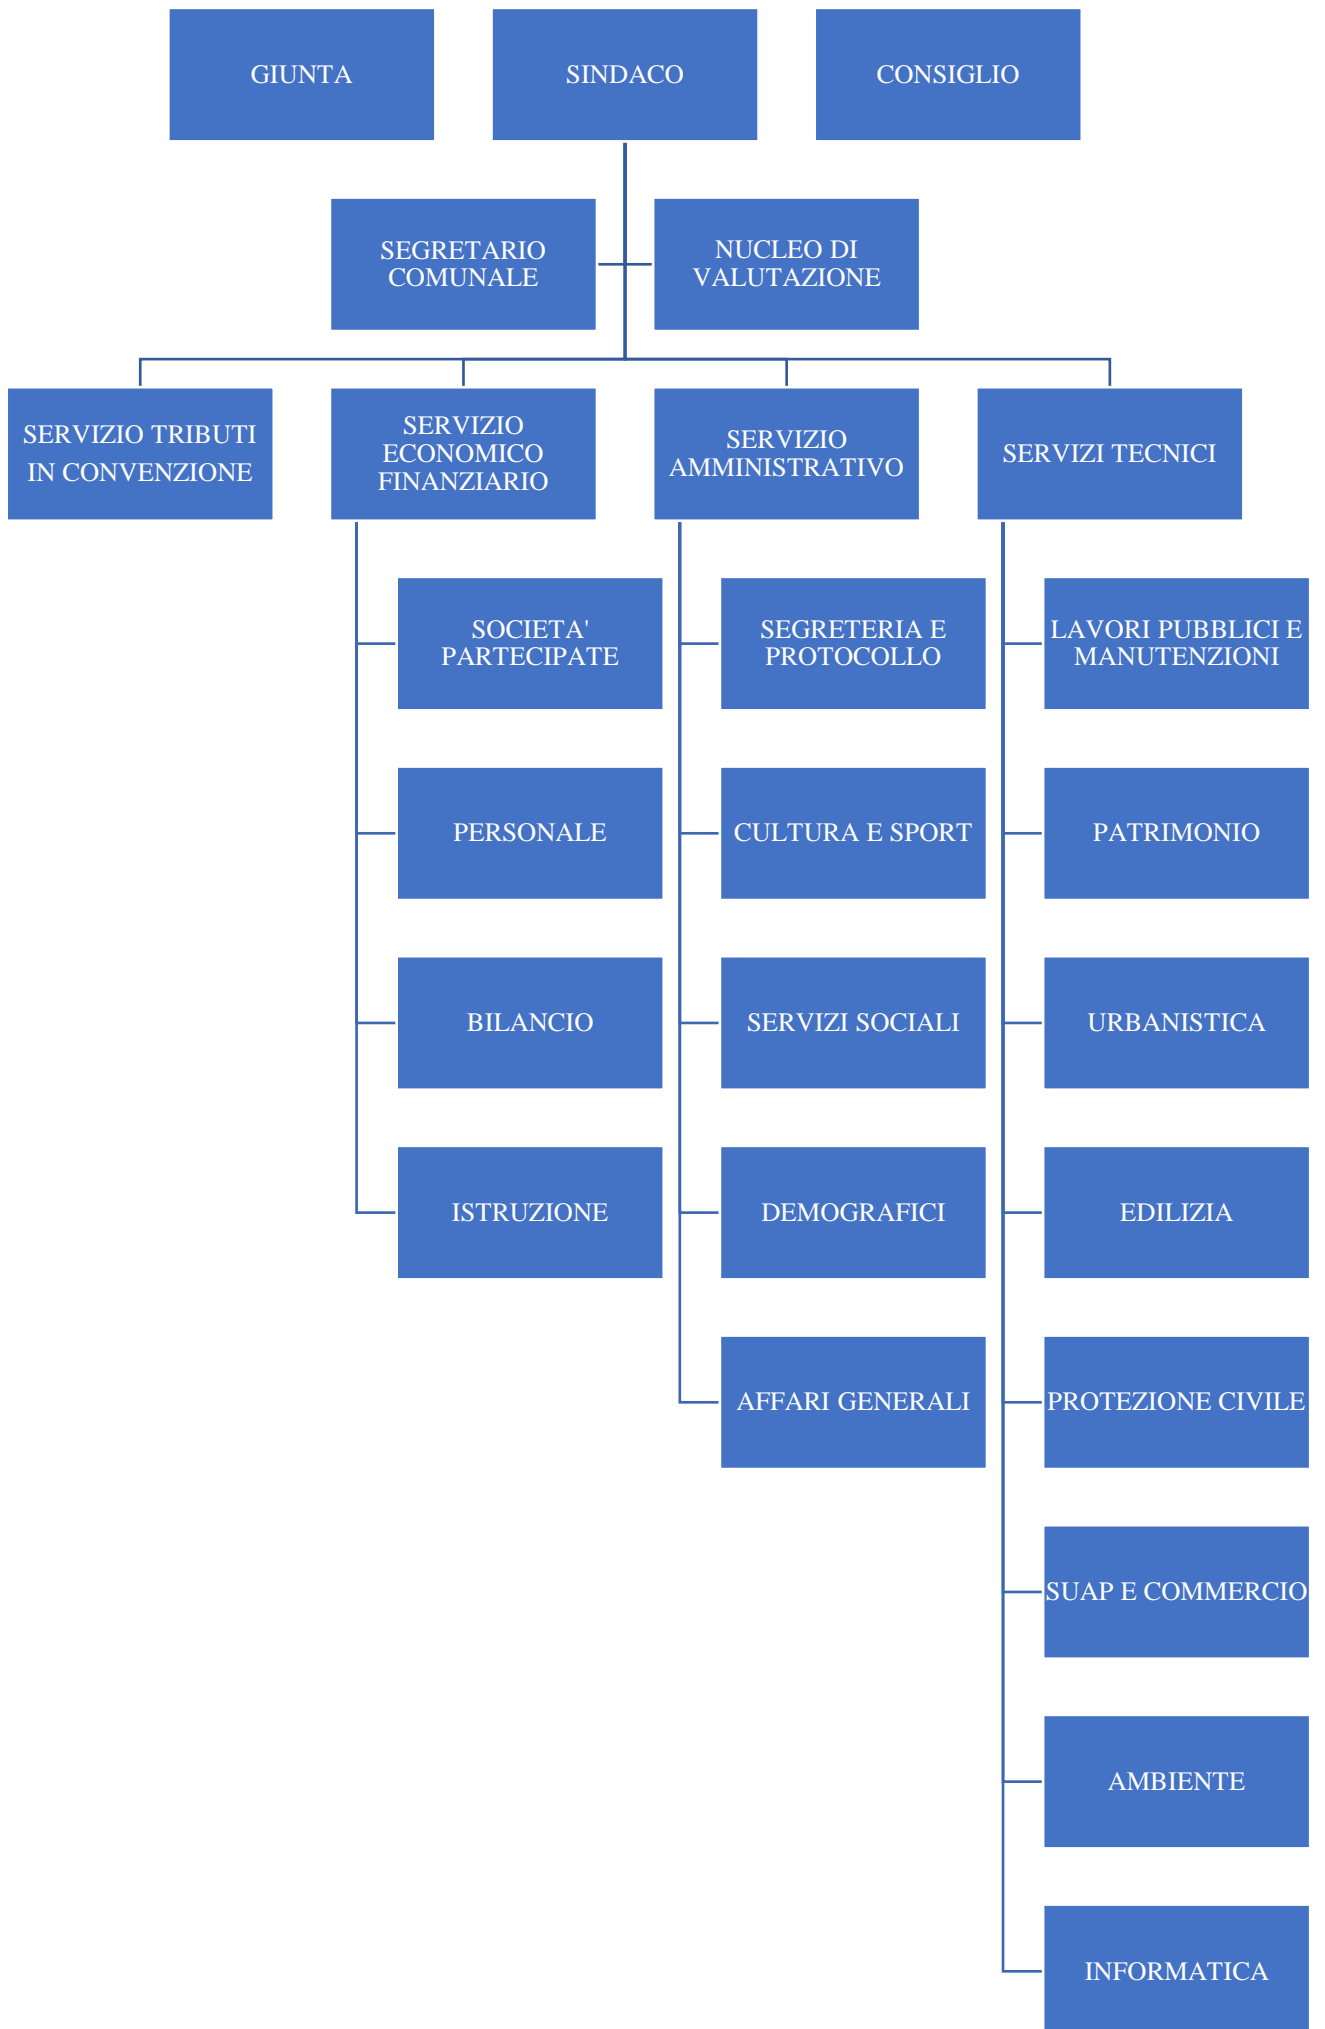 GIUNTA
SINDACO
CONSIGLIO
SEGRETARIO
COMUNALE
NUCLEO DI
VALUTAZIONE
SERVIZIO TRIBUTI
IN CONVENZIONE
SERVIZIO
ECONOMICO
FINANZIARIO
SERVIZIO
AMMINISTRATIVO
SERVIZI TECNICI
SOCIETA'
PARTECIPATE
SEGRETERIA E
PROTOCOLLO
LAVORI PUBBLICI E
MANUTENZIONI
PERSONALE
CULTURA E SPORT
PATRIMONIO
BILANCIO
SERVIZI SOCIALI
URBANISTICA
ISTRUZIONE
DEMOGRAFICI
EDILIZIA
AFFARI GENERALI
PROTEZIONE CIVILE
SUAP E COMMERCIO
AMBIENTE
INFORMATICA